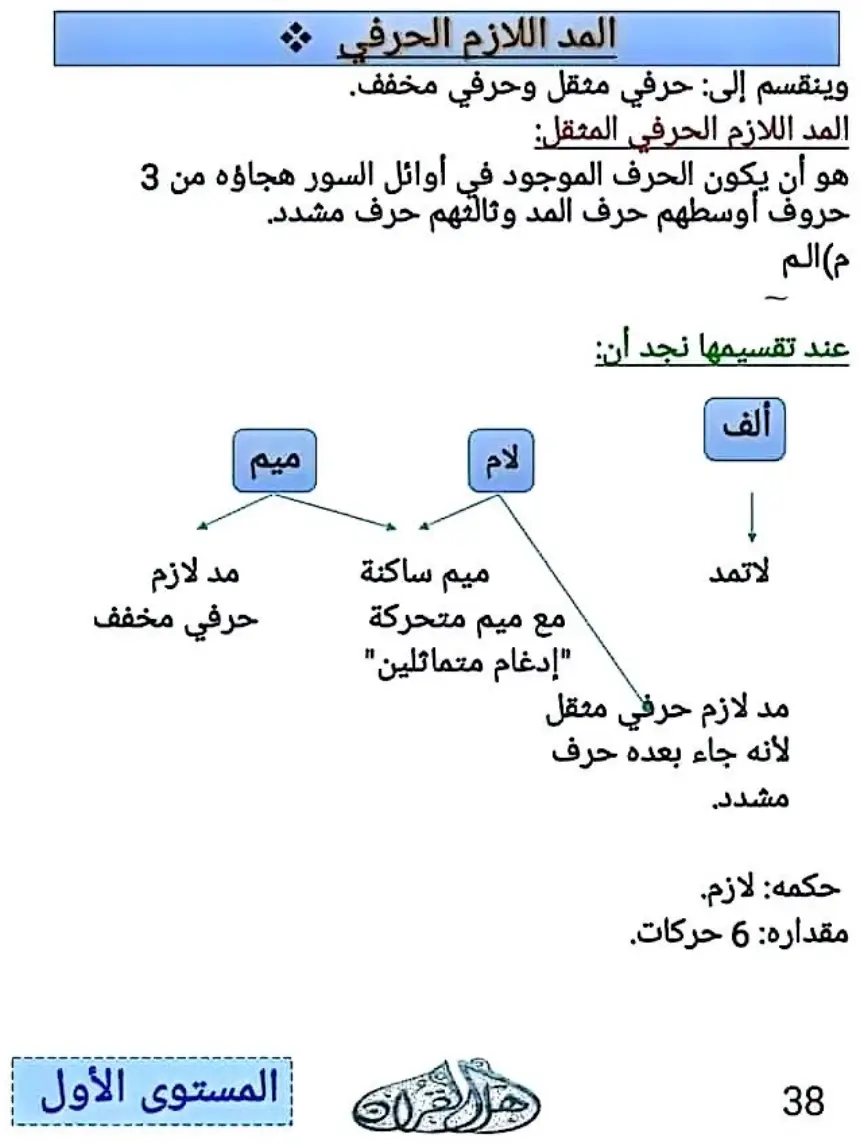 ❖ المد اللازم الحرفي
وينقسم إلى: حرفي مثقل وحرفي مخفف.
المد اللازم الحرفي المثقل:
هو أن يكون الحرف الموجود في أوائل السور هجاؤه من 3
حروف أوسطهم حرف المد وثالثهم حرف مشدد.
م)الم
~
عند تقسيمها نجد أن:
ألف
لام
ميم
لاتمد
ميم ساكنة
مع ميم متحركة
"إدغام متماثلين"
مد لازم
حرفي مخفف
مد لازم حرفي مثقل
لأنه جاء بعده حرف
مشدد.
حكمه: لازم.
مقداره: 6 حركات.
38
المستوى الأول